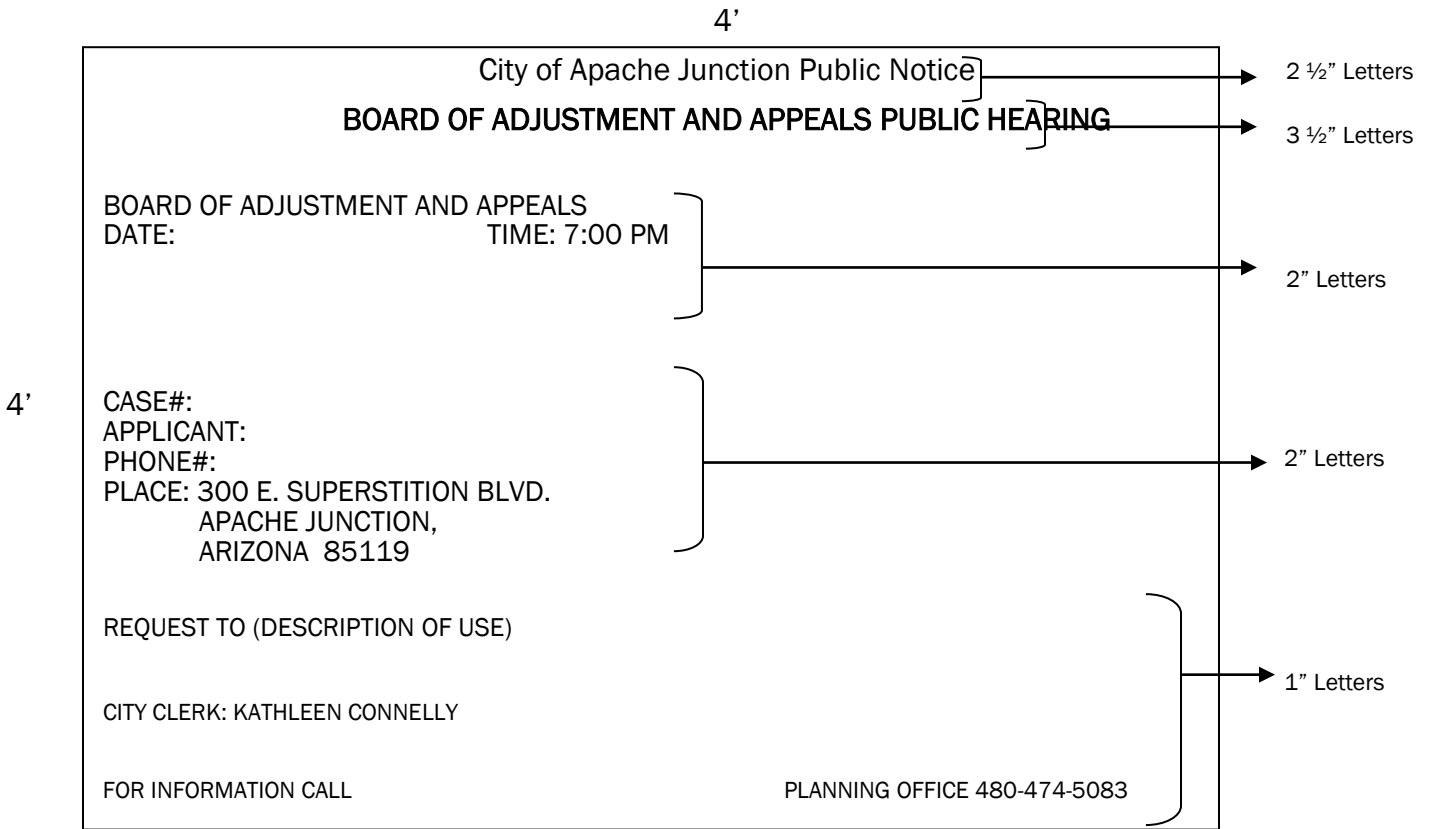 4’
City of Apache Junction Public Notice
2 ½” Letters
BOARD OF ADJUSTMENT AND APPEALS PUBLIC HEARING
3 ½” Letters
BOARD OF ADJUSTMENT AND APPEALS
DATE: TIME: 7:00 PM
2” Letters
4’
CASE#:
APPLICANT:
PHONE#:
PLACE: 300 E. SUPERSTITION BLVD.
APACHE JUNCTION,
ARIZONA 85119
2” Letters
REQUEST TO (DESCRIPTION OF USE)
1” Letters
CITY CLERK: KATHLEEN CONNELLY
FOR INFORMATION CALL PLANNING OFFICE 480-474-5083